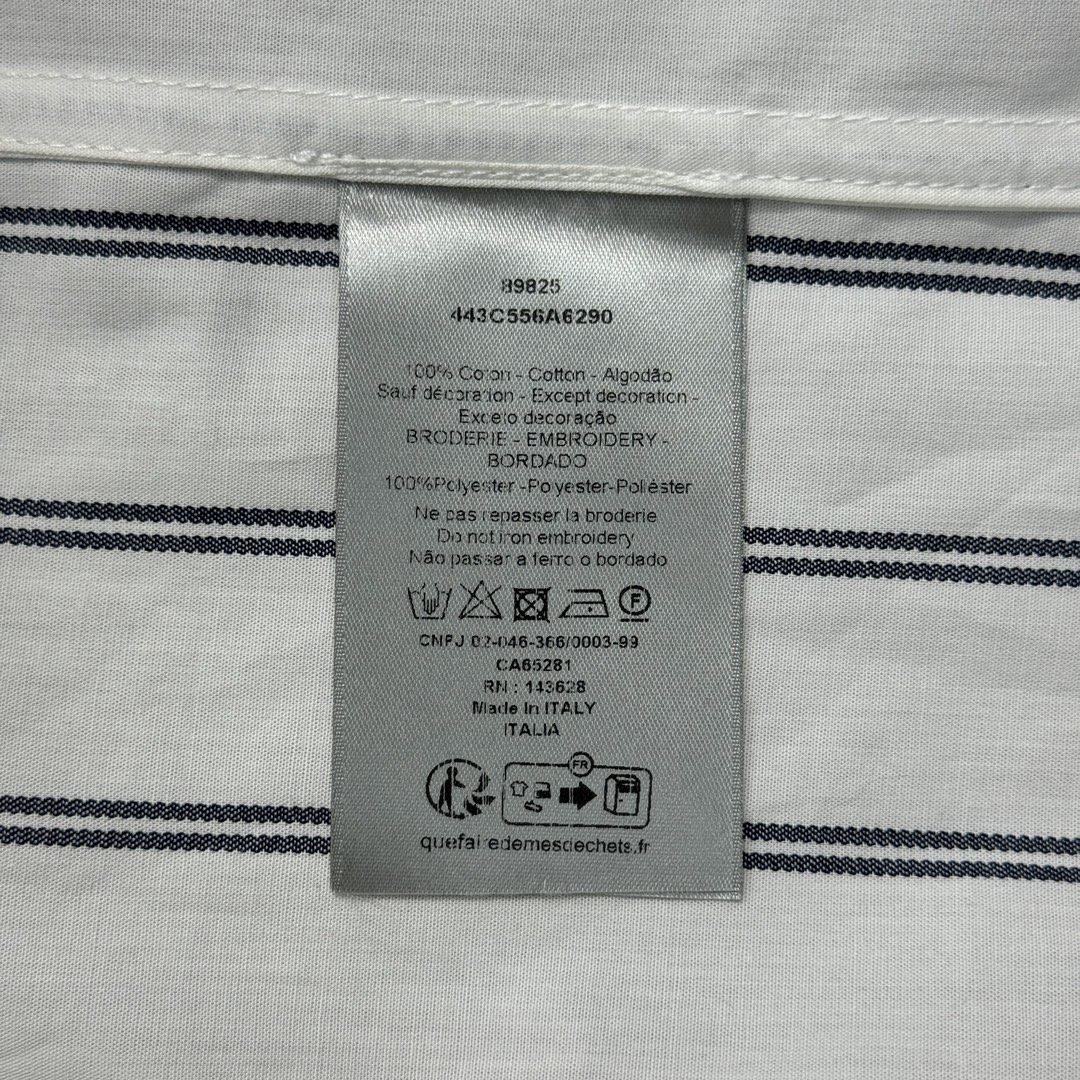 89825
443C556A6290
100% Coton - Cotton - Algodão
Sauf décoration - Except decoration -
Exceto decoração
BRODERIE - EMBROIDERY -
BORDADO
100%Polyester -Polyester-Poliéster
Ne pas repasser la broderie
Do not iron embroidery
Não passar a ferro o bordado
F
CNPJ 02-046-366/0003-99
CA65281
RN : 143628
Made In ITALY
ITALIA
FR
quefairedemesdechets.fr